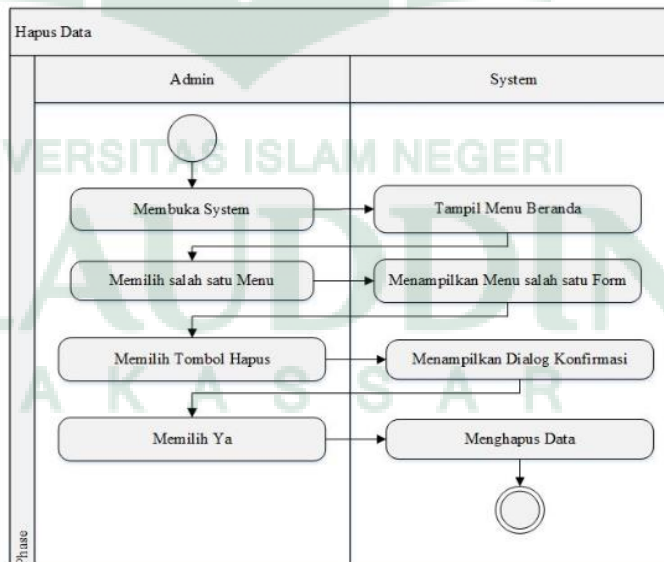 Hapus Data
Admin
System
VERSITAS ISLAM NEGERI
Membuka System
Tampil Menu Beranda
LAUDDIN
Memilih salah satu Menu
Menampilkan Menu salah satu Form
Memilih Tombol Hapus
Menampilkan Dialog Konfirmasi
A K A S S A R
Memilih Ya
Menghapus Data
Phase